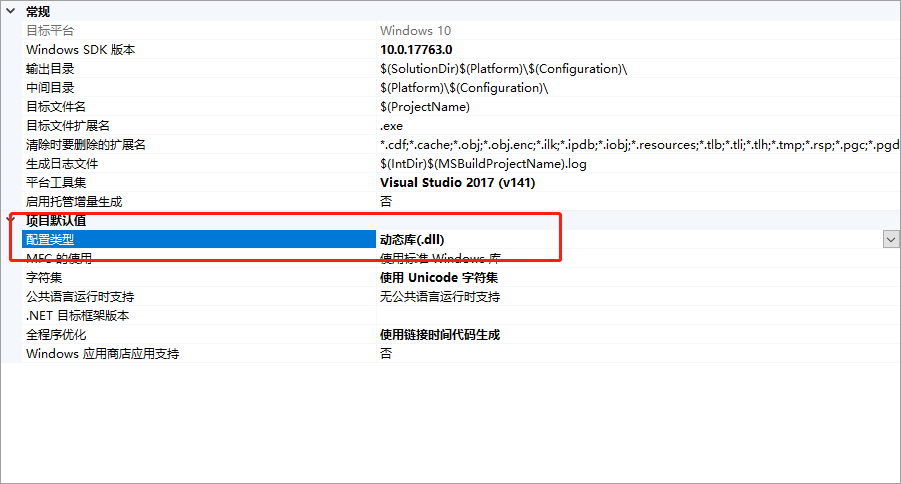 常规
目标平台 Windows 10
Windows SDK 版本 10.0.17763.0
输出目录 $(SolutionDir)$(Platform)\$(Configuration)\
中间目录 $(Platform)\$(Configuration)\
目标文件名 $(ProjectName)
目标文件扩展名 .exe
清除时要删除的扩展名 *.cdf;*.cache;*.obj;*.obj.enc;*.ilk;*.ipdb;*.iobj;*.resources;*.tlb;*.tli;*.tlh;*.tmp;*.rsp;*.pgc;*.pgd
生成日志文件 $(IntDir)$(MSBuildProjectName).log
平台工具集 Visual Studio 2017 (v141)
启用托管增量生成 否
项目默认值
配置类型 动态库(.dll)
MFC 的使用 使用标准 Windows 库
字符集 使用 Unicode 字符集
公共语言运行时支持 无公共语言运行时支持
.NET 目标框架版本
全程序优化 使用链接时间代码生成
Windows 应用商店应用支持 否